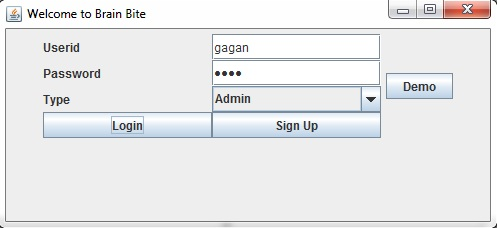 Welcome to Brain Bite
Userid gagan
Password ••••
Type Admin
Demo
Login Sign Up